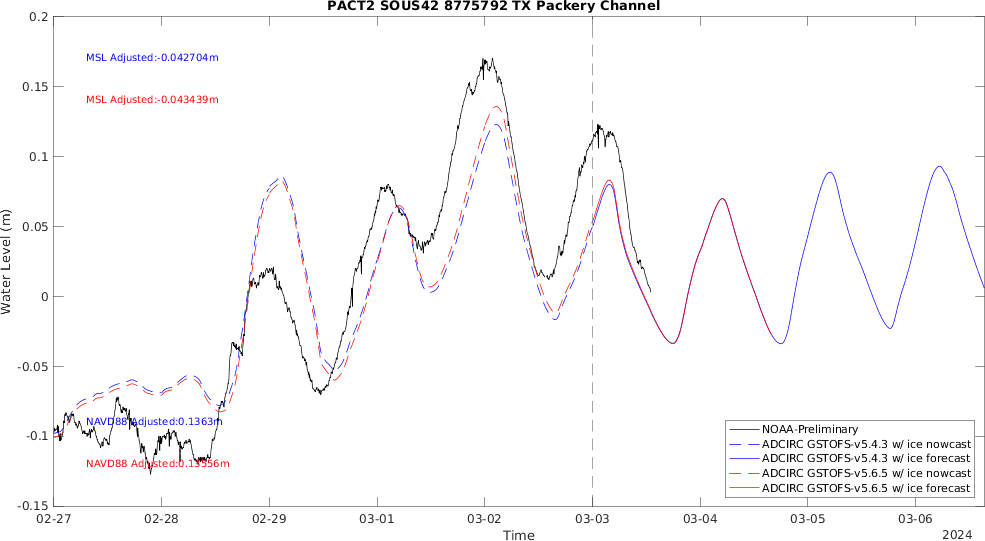 PACT2 SOUS42 8775792 TX Packery Channel
0.2
0.15
0.1
0.05
0
-0.05
-0.1
-0.15
Water Level (m)
MSL Adjusted:-0.042704m
MSL Adjusted:-0.043439m
NAVD88 Adjusted:0.1363m
NAVD88 Adjusted:0.13556m
NOAA-Preliminary
ADCIRC GSTOFS-v5.4.3 w/ ice nowcast
ADCIRC GSTOFS-v5.4.3 w/ ice forecast
ADCIRC GSTOFS-v5.6.5 w/ ice nowcast
ADCIRC GSTOFS-v5.6.5 w/ ice forecast
02-27 02-28 02-29 03-01 03-02 03-03 03-04 03-05 03-06
Time
2024